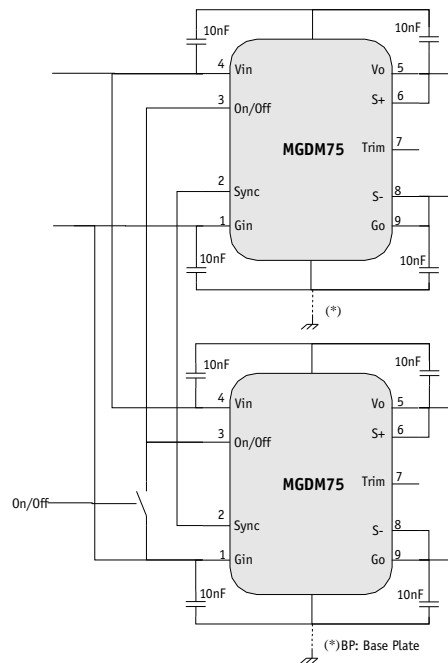 10nF
10nF
4 Vin
Vo 5
S+ 6
3 On/Off
MGDM75
Trim 7
2 Sync
S- 8
1 Gin
Go 9
10nF
10nF
(*)
10nF
10nF
4 Vin
Vo 5
3 On/Off
S+ 6
MGDM75
Trim 7
On/Off
2 Sync
S- 8
1 Gin
Go 9
10nF
10nF
(*)BP: Base Plate